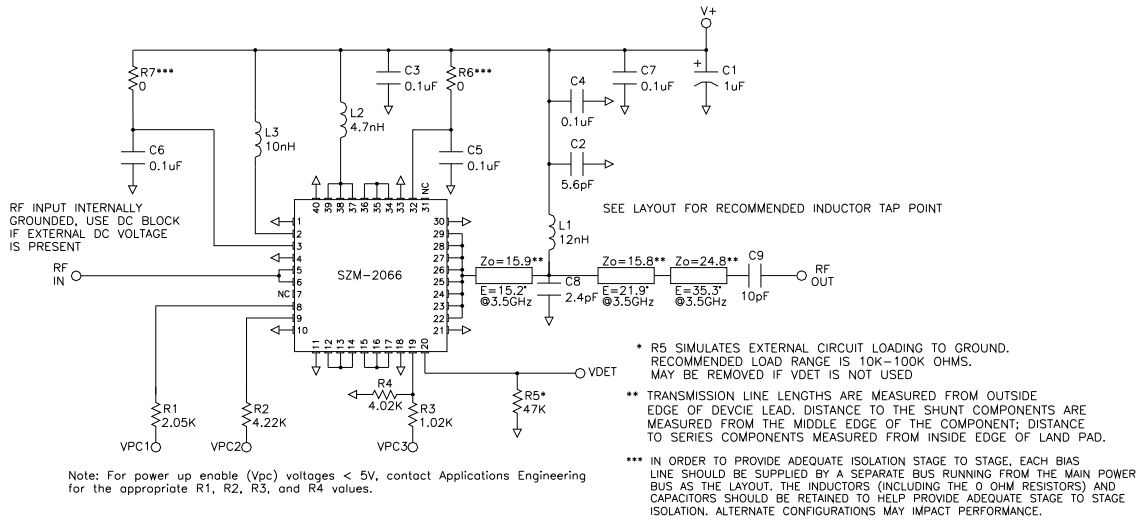 V+
R7***
0
C3
0.1uF
R6***
0
C7
0.1uF
+
C1
1uF
C4
0.1uF
L2
4.7nH
L3
10nH
C6
0.1uF
C5
0.1uF
C2
5.6pF
RF INPUT INTERNALLY
GROUNDED, USE DC BLOCK
IF EXTERNAL DC VOLTAGE
IS PRESENT
40 39 38 37 36 35 34 33 32 31 NC
SEE LAYOUT FOR RECOMMENDED INDUCTOR TAP POINT
L1
12nH
1
2
3
4
5
6
NC 7
8
9
10
30
29
28
27
26
25
24
23
22
21
SZM-2066
RF
IN
Zo=15.9**
E=15.2°
@3.5GHz
C8
2.4pF
Zo=15.8**
E=21.9°
@3.5GHz
Zo=24.8**
E=35.3°
@3.5GHz
C9
10pF
RF
OUT
11 12 13 14 15 16 17 18 19 20
R4
4.02K
VDET
R5*
47K
R1
2.05K
R2
4.22K
R3
1.02K
VPC1
VPC2
VPC3
* R5 SIMULATES EXTERNAL CIRCUIT LOADING TO GROUND.
RECOMMENDED LOAD RANGE IS 10K-100K OHMS.
MAY BE REMOVED IF VDET IS NOT USED
** TRANSMISSION LINE LENGTHS ARE MEASURED FROM OUTSIDE
EDGE OF DEVCIE LEAD. DISTANCE TO THE SHUNT COMPONENTS ARE
MEASURED FROM THE MIDDLE EDGE OF THE COMPONENT; DISTANCE
TO SERIES COMPONENTS MEASURED FROM INSIDE EDGE OF LAND PAD.
*** IN ORDER TO PROVIDE ADEQUATE ISOLATION STAGE TO STAGE, EACH BIAS
LINE SHOULD BE SUPPLIED BY A SEPARATE BUS RUNNING FROM THE MAIN POWER
BUS AS THE LAYOUT. THE INDUCTORS (INCLUDING THE 0 OHM RESISTORS) AND
CAPACITORS SHOULD BE RETAINED TO HELP PROVIDE ADEQUATE STAGE TO STAGE
ISOLATION. ALTERNATE CONFIGURATIONS MAY IMPACT PERFORMANCE.
Note: For power up enable (Vpc) voltages < 5V, contact Applications Engineering
for the appropriate R1, R2, R3, and R4 values.